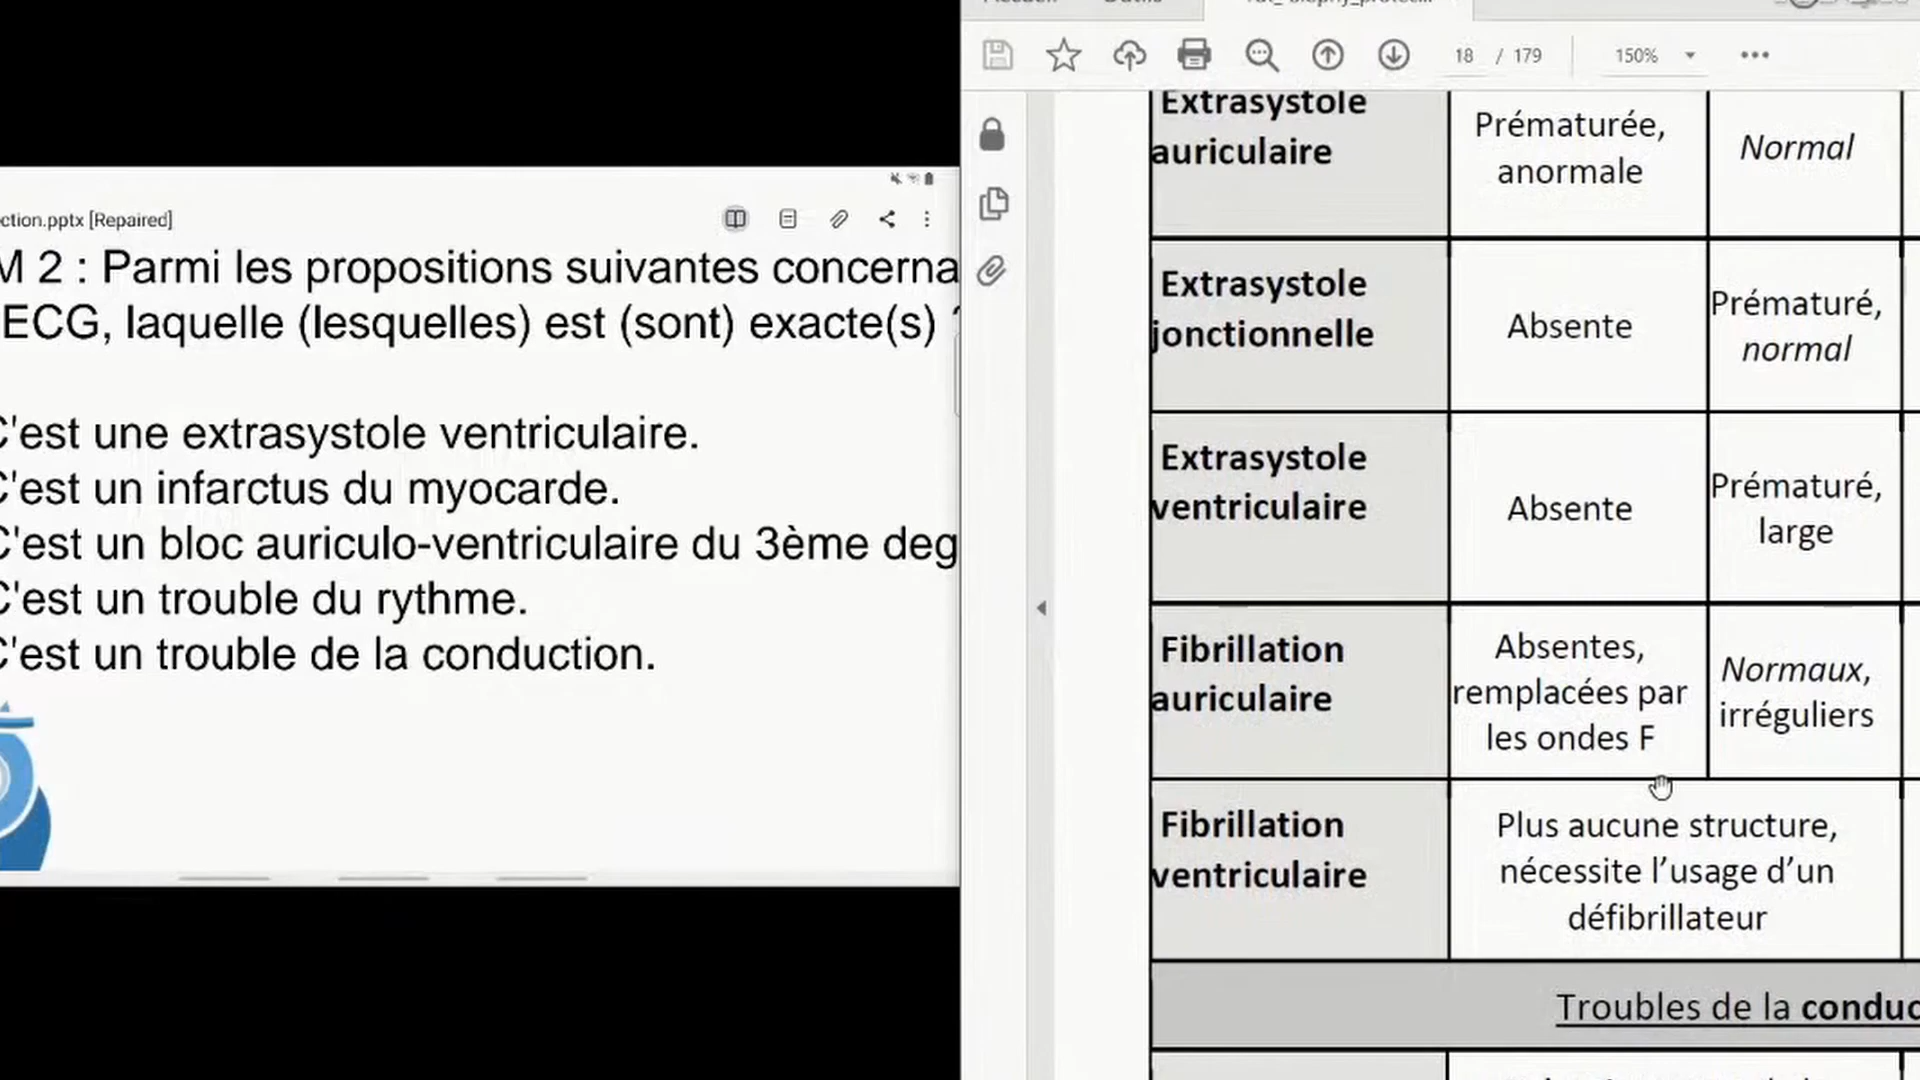 ction.pptx [Repaired]
M 2 : Parmi les propositions suivantes concerna
ECG, laquelle (lesquelles) est (sont) exacte(s) ?
C'est une extrasystole ventriculaire.
C'est un infarctus du myocarde.
C'est un bloc auriculo-ventriculaire du 3ème deg
C'est un trouble du rythme.
C'est un trouble de la conduction.
18 / 179
150%
Extrasystole
auriculaire
Prématurée,
anormale
Normal
Extrasystole
jonctionnelle
Absente
Prématuré,
normal
Extrasystole
ventriculaire
Absente
Prématuré,
large
Fibrillation
auriculaire
Absentes,
remplacées par
les ondes F
Normaux,
irréguliers
Fibrillation
ventriculaire
Plus aucune structure,
nécessite l’usage d’un
défibrillateur
Troubles de la conduc